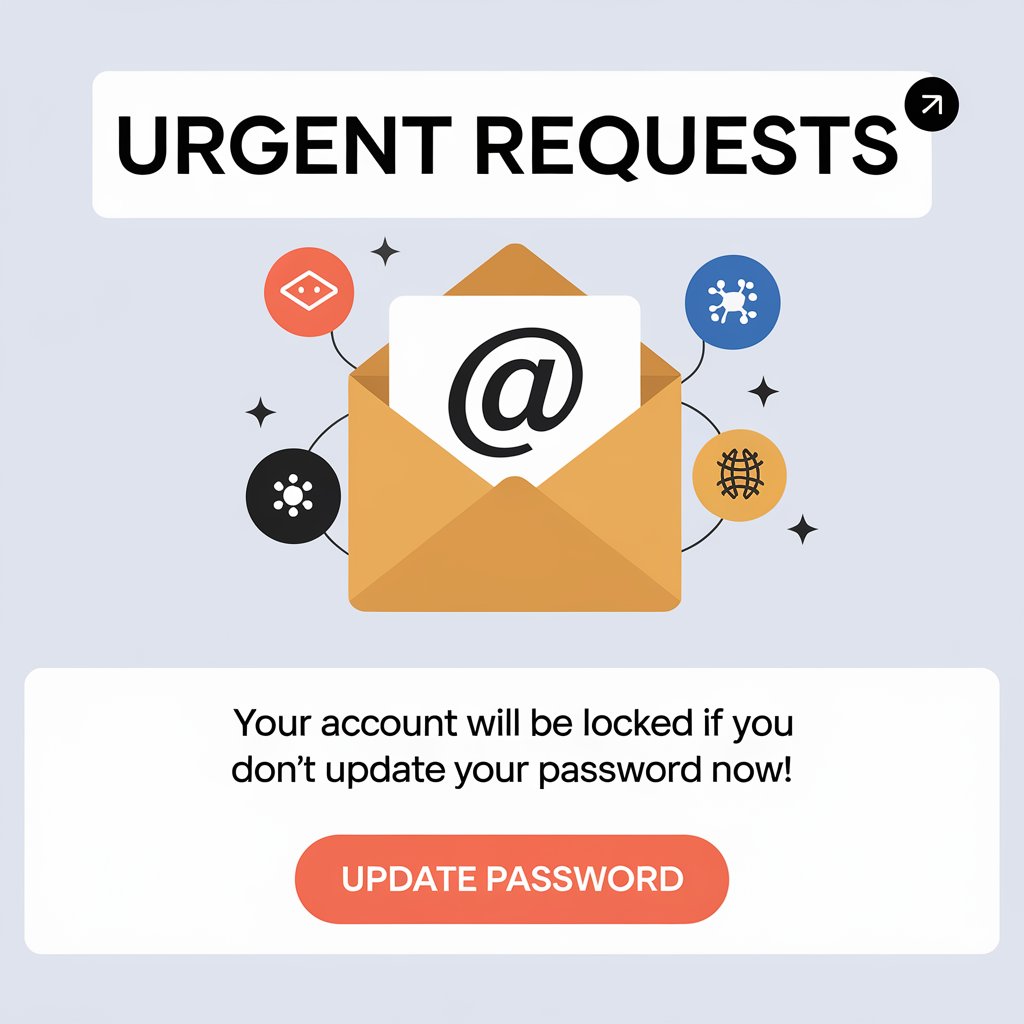 URGENT REQUESTS
@
Your account will be locked if you
don't update your password now!
UPDATE PASSWORD